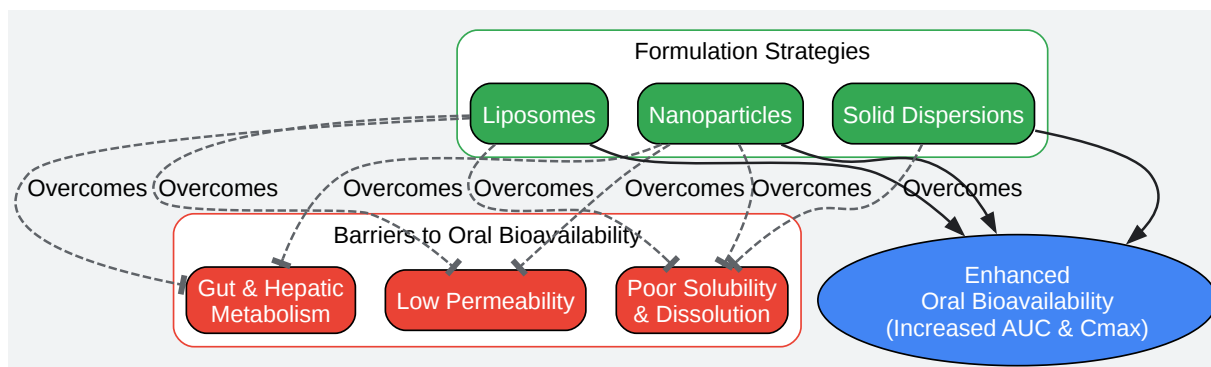 Formulation Strategies
Liposomes
Nanoparticles
Solid Dispersions
Overcomes
Overcomes
Overcomes
Overcomes
Overcomes
Overcomes
Overcomes
Barriers to Oral Bioavailability
Gut & Hepatic
Metabolism
Low Permeability
Poor Solubility
& Dissolution
Enhanced
Oral Bioavailability
(Increased AUC & Cmax)